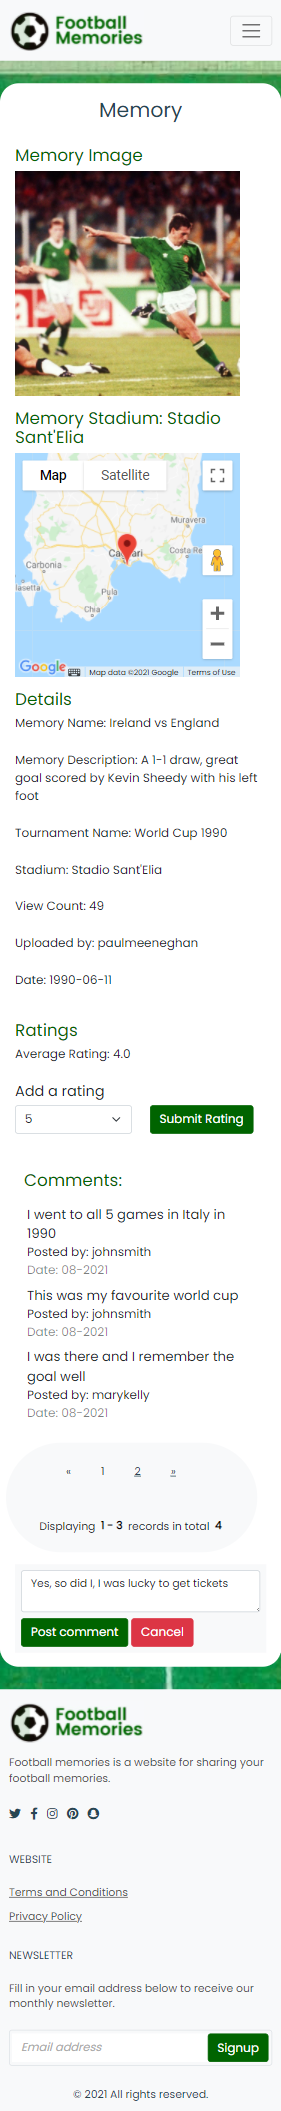 Football
Memories
Memory
Memory Image
Memory Stadium: Stadio
Sant'Elia
Map Satellite
Muravera
Carbonia
Cagliari
Costa Re
lasetta
Pula
Chia
Google Map data ©2021 Google Terms of Use
Details
Memory Name: Ireland vs England
Memory Description: A 1-1 draw, great
goal scored by Kevin Sheedy with his left
foot
Tournament Name: World Cup 1990
Stadium: Stadio Sant'Elia
View Count: 49
Uploaded by: paulmeeneghan
Date: 1990-06-11
Ratings
Average Rating: 4.0
Add a rating
5 Submit Rating
Comments:
I went to all 5 games in Italy in
1990
Posted by: johnsmith
Date: 08-2021
This was my favourite world cup
Posted by: johnsmith
Date: 08-2021
I was there and I remember the
goal well
Posted by: marykelly
Date: 08-2021
« 1 2 »
Displaying 1 - 3 records in total 4
Yes, so did I, I was lucky to get tickets
Post comment Cancel
Football
Memories
Football memories is a website for sharing your
football memories.
WEBSITE
Terms and Conditions
Privacy Policy
NEWSLETTER
Fill in your email address below to receive our
monthly newsletter.
Email address Signup
© 2021 All rights reserved.